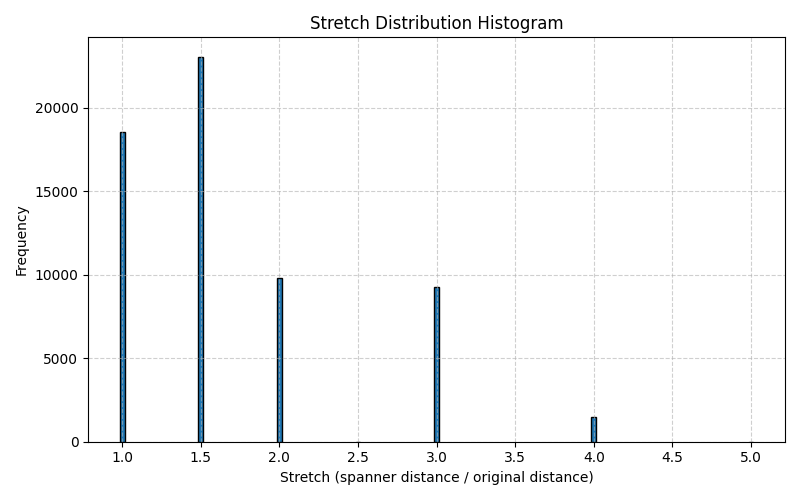 Stretch Distribution Histogram
Frequency
20000
15000
10000
5000
0
1.0 1.5 2.0 2.5 3.0 3.5 4.0 4.5 5.0
Stretch (spanner distance / original distance)